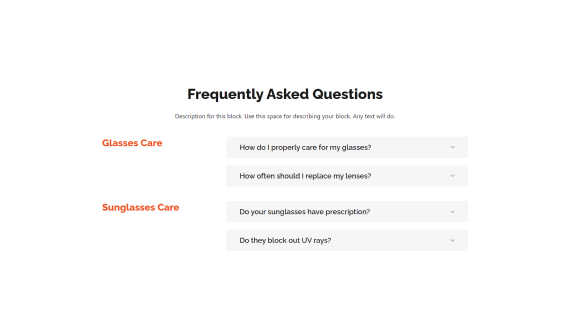 Frequently Asked Questions
Description for this block. Use this space for describing your block. Any text will do.
Glasses Care
How do I properly care for my glasses?
How often should I replace my lenses?
Sunglasses Care
Do your sunglasses have prescription?
Do they block out UV rays?